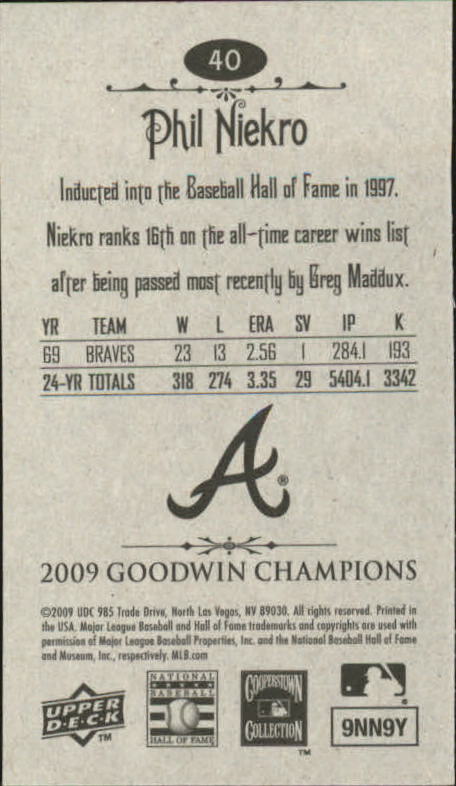 40
Phil Niekro
Inducted into the Baseball Hall of Fame in 1997.
Niekro ranks 16th on the all-time career wins list
after being passed most recently by Greg Maddux.
YR TEAM W L ERA SV IP K
69 BRAVES 23 13 2.56 1 284.1 193
24-YR TOTALS 318 274 3.35 29 5404.1 3342
A®
2009 GOODWIN CHAMPIONS
©2009 UDC 985 Trade Drive, North Las Vegas, NV 89030. All rights reserved. Printed in
the USA. Major League Baseball and Hall of Fame trademarks and copyrights are used with
permission of Major League Baseball Properties, Inc. and the National Baseball Hall of Fame
and Museum, Inc., respectively. MLB.com
UPPER
D·E·C·K
TM
NATIONAL
BASEBALL
HALL OF FAME
COOPERSTOWN
COLLECTION
TM
9NN9Y